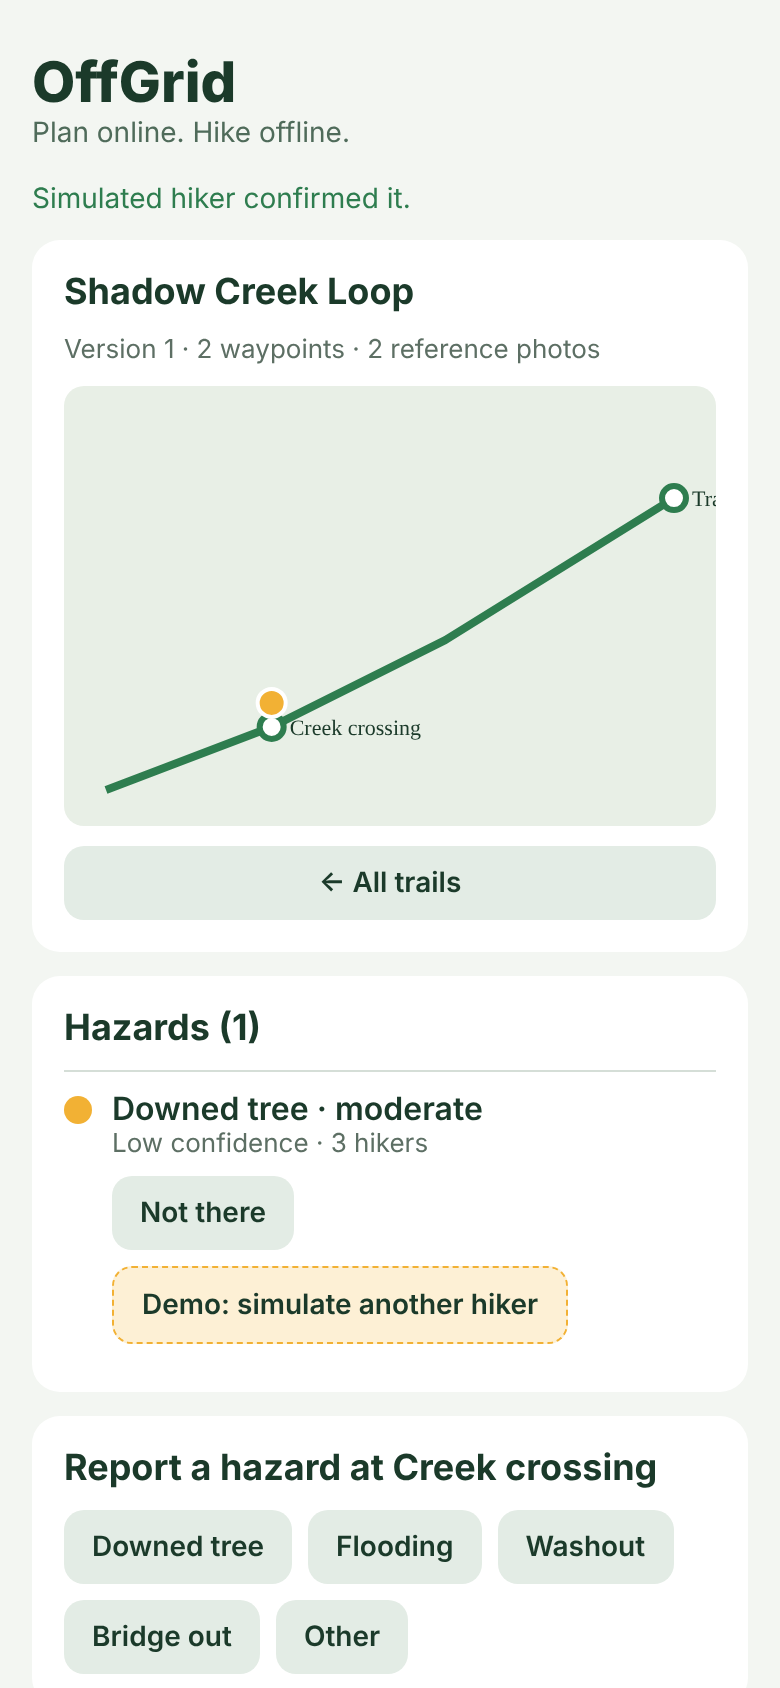 OffGrid
Plan online. Hike offline.
Simulated hiker confirmed it.
Shadow Creek Loop
Version 1 · 2 waypoints · 2 reference photos
Tra
Creek crossing
← All trails
Hazards (1)
Downed tree · moderate
Low confidence · 3 hikers
Not there
Demo: simulate another hiker
Report a hazard at Creek crossing
Downed tree Flooding Washout
Bridge out Other